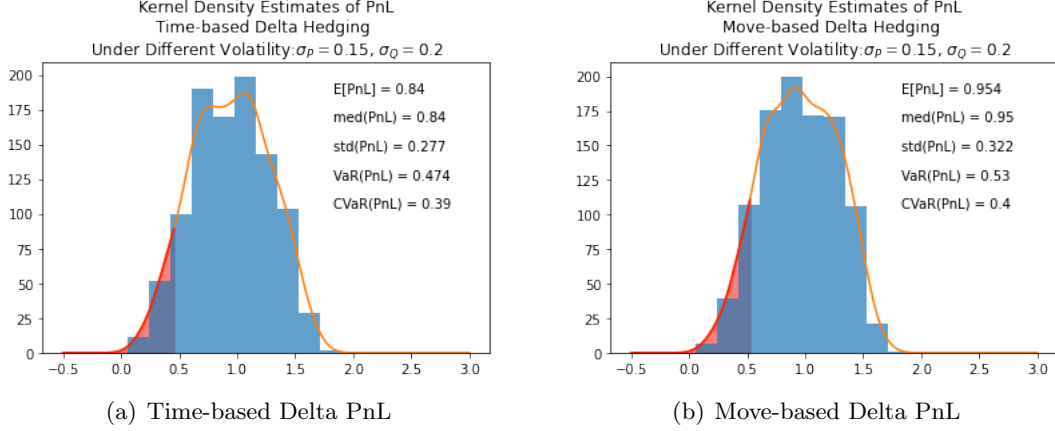 Kernel Density Estimates of PnL
Time-based Delta Hedging
Under Different Volatility:σP = 0.15, σQ = 0.2
200
175
150
125
100
75
50
25
0
−0.5 0.0 0.5 1.0 1.5 2.0 2.5 3.0
E[PnL] = 0.84
med(PnL) = 0.84
std(PnL) = 0.277
VaR(PnL) = 0.474
CVaR(PnL) = 0.39
(a) Time-based Delta PnL
Kernel Density Estimates of PnL
Move-based Delta Hedging
Under Different Volatility:σP = 0.15, σQ = 0.2
200
175
150
125
100
75
50
25
0
−0.5 0.0 0.5 1.0 1.5 2.0 2.5 3.0
E[PnL] = 0.954
med(PnL) = 0.95
std(PnL) = 0.322
VaR(PnL) = 0.53
CVaR(PnL) = 0.4
(b) Move-based Delta PnL